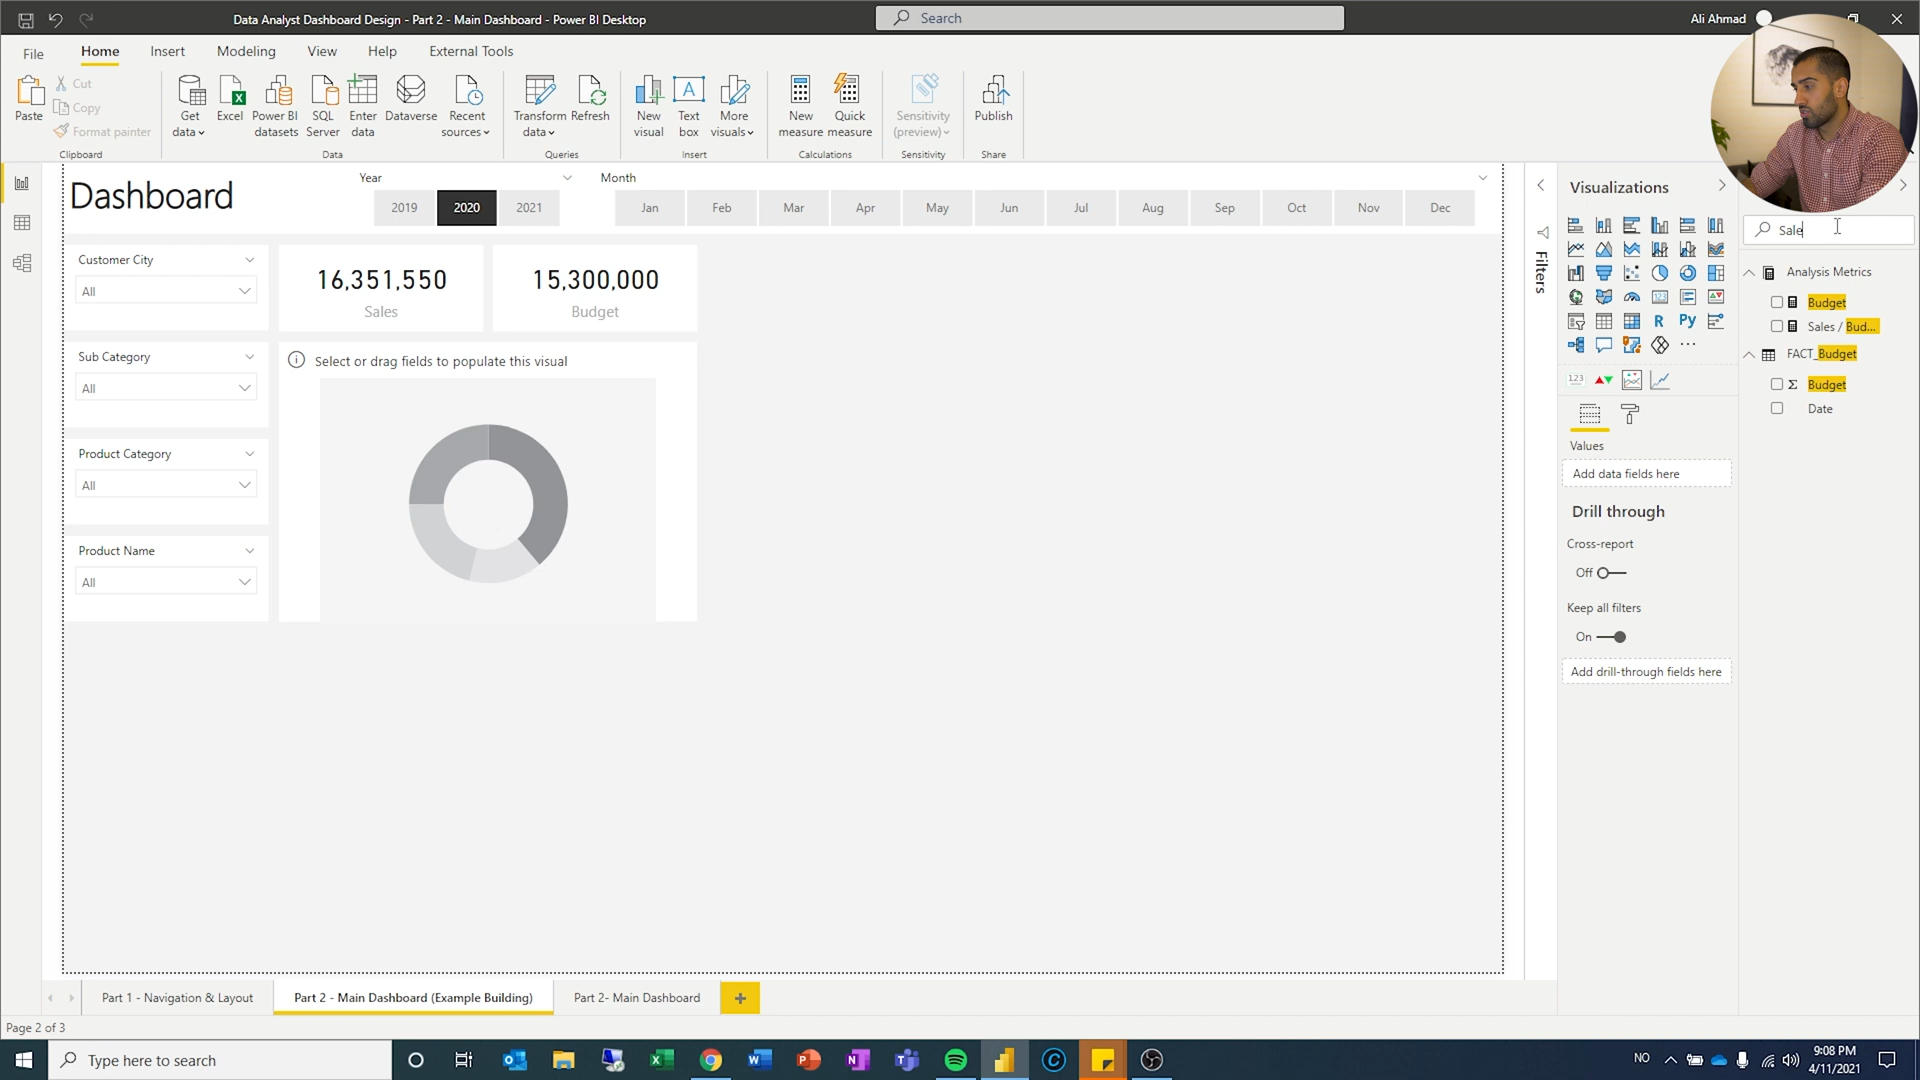 Data Analyst Dashboard Design - Part 2 - Main Dashboard - Power BI Desktop
Search
Ali Ahmad
File
Home
Insert
Modeling
View
Help
External Tools
Paste
Cut
Copy
Format painter
Clipboard
Get data
Excel
Power BI datasets
SQL Server
Enter data
Dataverse
Recent sources
Data
Transform data
Refresh
Queries
New visual
Text box
More visuals
Insert
New measure
Quick measure
Calculations
Sensitivity (preview)
Sensitivity
Publish
Share
Dashboard
Year
2019
2020
2021
Month
Jan
Feb
Mar
Apr
May
Jun
Jul
Aug
Sep
Oct
Nov
Dec
Customer City
All
Sub Category
All
Product Category
All
Product Name
All
16,351,550
Sales
15,300,000
Budget
Select or drag fields to populate this visual
Filters
Visualizations
R
Py
123
Values
Add data fields here
Drill through
Cross-report
Off
Keep all filters
On
Add drill-through fields here
Sale
Analysis Metrics
Budget
Sales / Bud...
FACT_Budget
Budget
Date
Part 1 - Navigation & Layout
Part 2 - Main Dashboard (Example Building)
Part 2- Main Dashboard
Page 2 of 3
Type here to search
NO
9:08 PM
4/11/2021